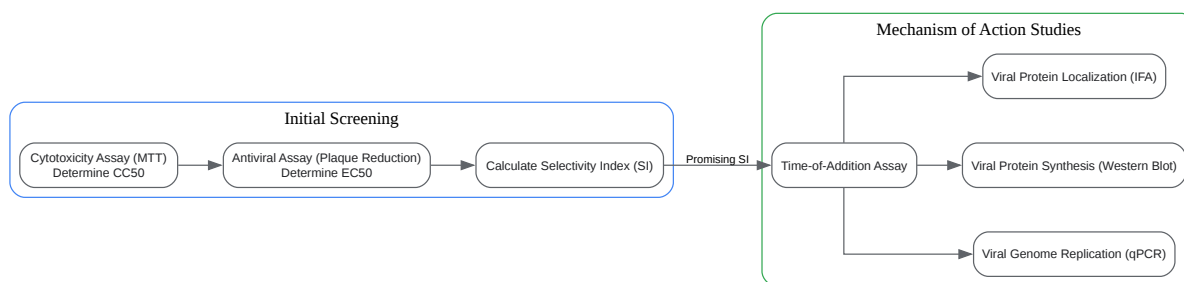 Initial Screening
Cytotoxicity Assay (MTT)
Determine CC50
Antiviral Assay (Plaque Reduction)
Determine EC50
Calculate Selectivity Index (SI)
Promising SI
Mechanism of Action Studies
Time-of-Addition Assay
Viral Protein Localization (IFA)
Viral Protein Synthesis (Western Blot)
Viral Genome Replication (qPCR)